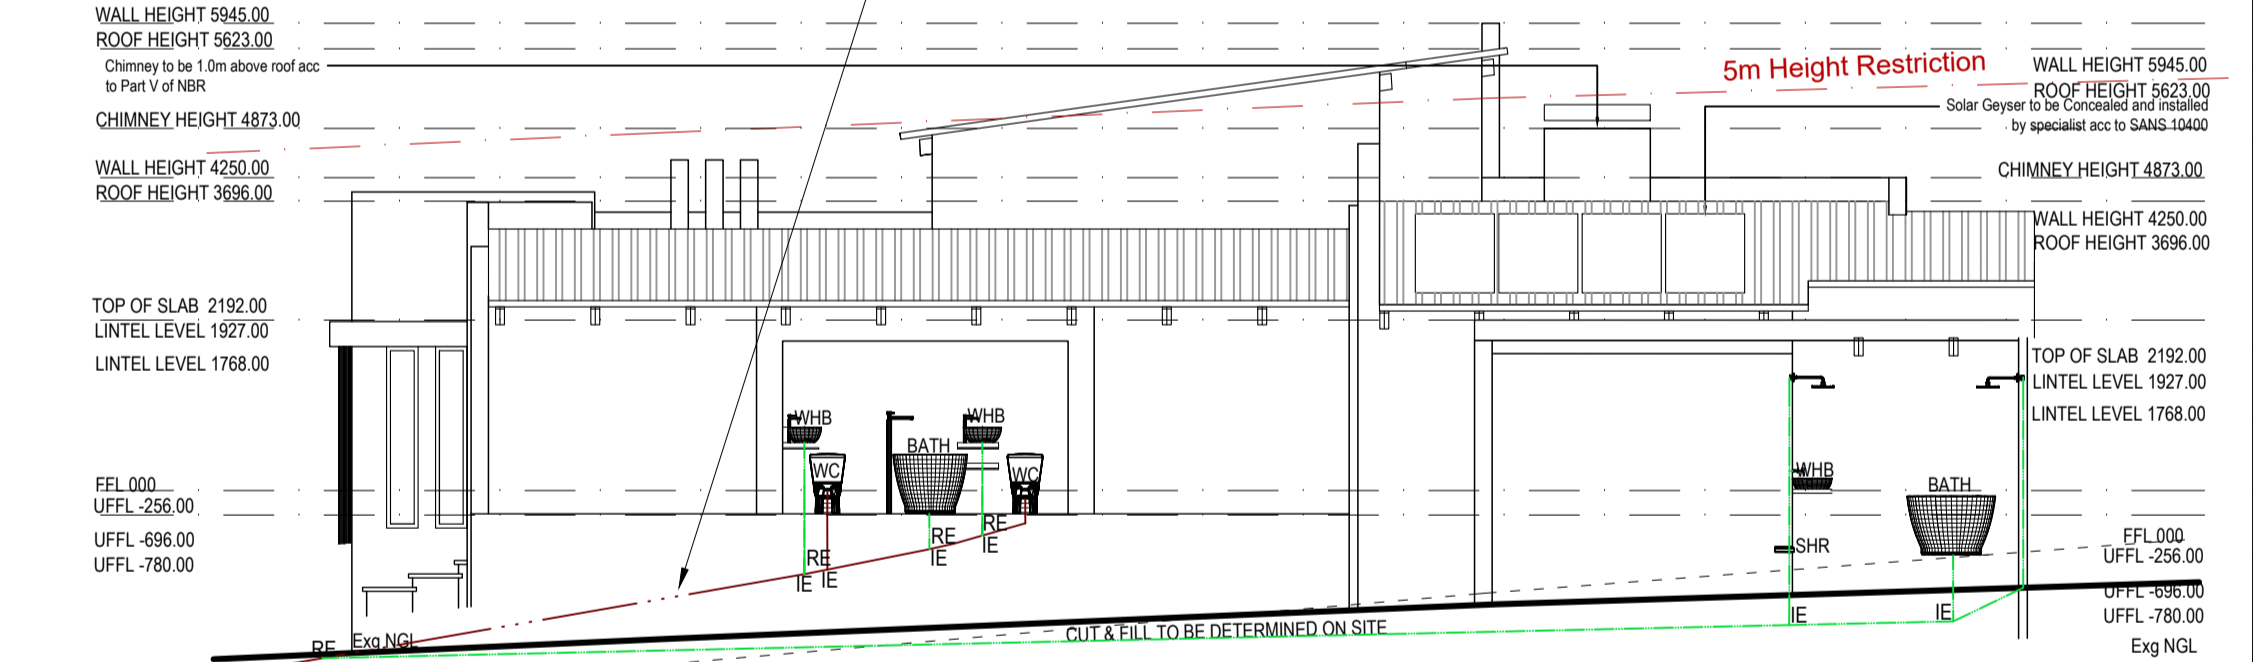 WALL HEIGHT 5945.00
ROOF HEIGHT 5623.00
Chimney to be 1.0m above roof acc
to Part V of NBR
CHIMNEY HEIGHT 4873.00
WALL HEIGHT 4250.00
ROOF HEIGHT 3696.00
TOP OF SLAB 2192.00
LINTEL LEVEL 1927.00
LINTEL LEVEL 1768.00
FFL 000
UFFL -256.00
UFFL -696.00
UFFL -780.00
RE
Exg NGL
WHB
WC
BATH
WHB
WC
RE
IE
IE
RE
IE
RE
IE
CUT & FILL TO BE DETERMINED ON SITE
5m Height Restriction
WHB
SHR
BATH
IE
IE
WALL HEIGHT 5945.00
ROOF HEIGHT 5623.00
Solar Geyser to be Concealed and installed
by specialist acc to SANS 10400
CHIMNEY HEIGHT 4873.00
WALL HEIGHT 4250.00
ROOF HEIGHT 3696.00
TOP OF SLAB 2192.00
LINTEL LEVEL 1927.00
LINTEL LEVEL 1768.00
FFL 000
UFFL -256.00
UFFL -696.00
UFFL -780.00
Exg NGL